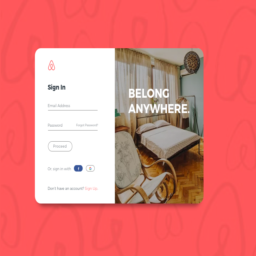 Sign In
BELONG
ANYWHERE.
Email Address
Password
Forgot Password?
Proceed
Or, sign in with
f
G
Don't have an account? Sign up